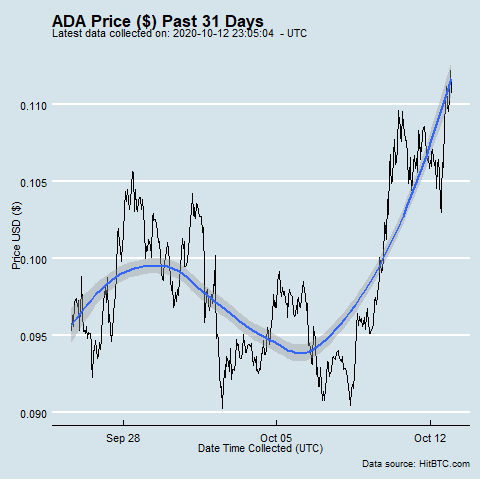 ADA Price ($) Past 31 Days
Latest data collected on: 2020-10-12 23:05:04  - UTC
0.110
0.105
0.100
0.095
0.090
Price USD ($)
Sep 28
Oct 05
Oct 12
Date Time Collected (UTC)
Data source: HitBTC.com